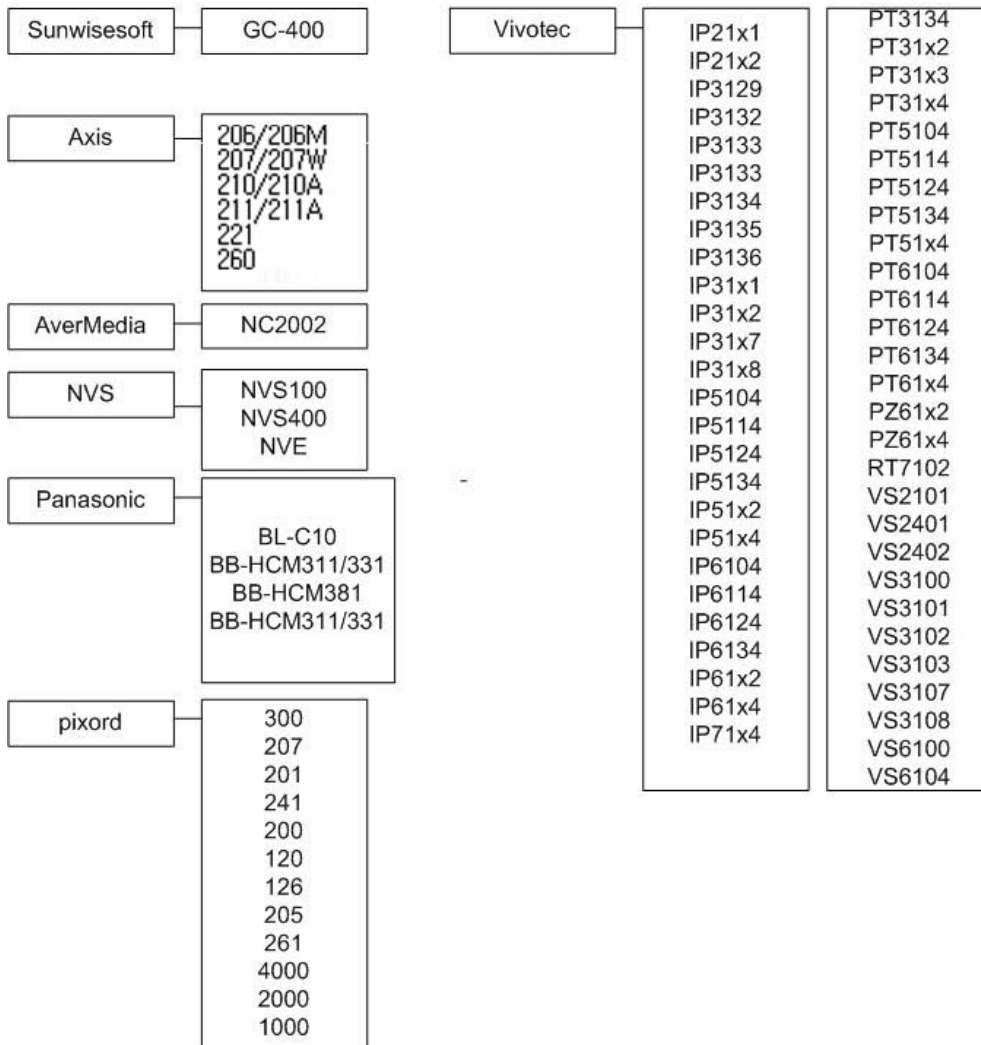 Sunwisesoft
GC-400
Axis
206/206M
207/207W
210/210A
211/211A
221
260
AverMedia
NC2002
NVS
NVS100
NVS400
NVE
Panasonic
BL-C10
BB-HCM311/331
BB-HCM381
BB-HCM311/331
pixord
300
207
201
241
200
120
126
205
261
4000
2000
1000
Vivotec
IP21x1
IP21x2
IP3129
IP3132
IP3133
IP3133
IP3134
IP3135
IP3136
IP31x1
IP31x2
IP31x7
IP31x8
IP5104
IP5114
IP5124
IP5134
IP51x2
IP51x4
IP6104
IP6114
IP6124
IP6134
IP61x2
IP61x4
IP71x4
PT3134
PT31x2
PT31x3
PT31x4
PT5104
PT5114
PT5124
PT5134
PT51x4
PT6104
PT6114
PT6124
PT6134
PT61x4
PZ61x2
PZ61x4
RT7102
VS2101
VS2401
VS2402
VS3100
VS3101
VS3102
VS3103
VS3107
VS3108
VS6100
VS6104
-